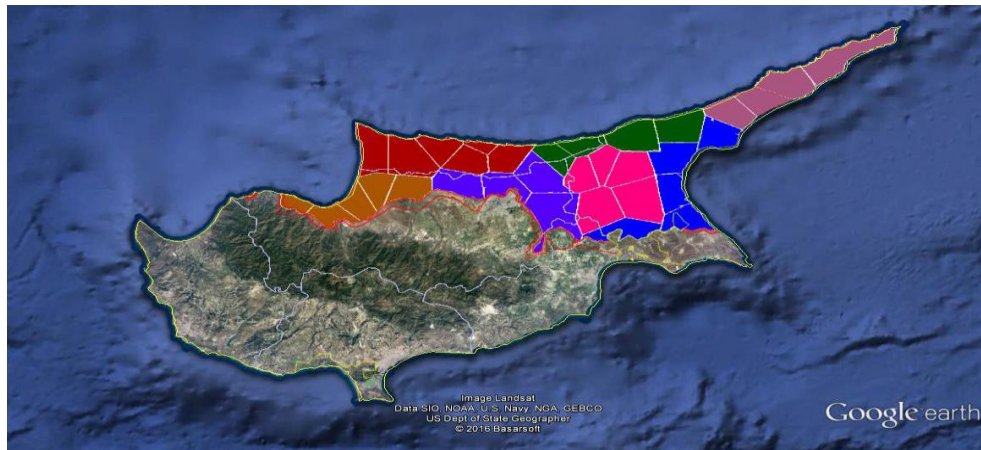 Image Landsat
Data SIO, NOAA, U.S. Navy, NGA, GEBCO
US Dept of State Geographer
© 2016 Basarsoft
Google earth